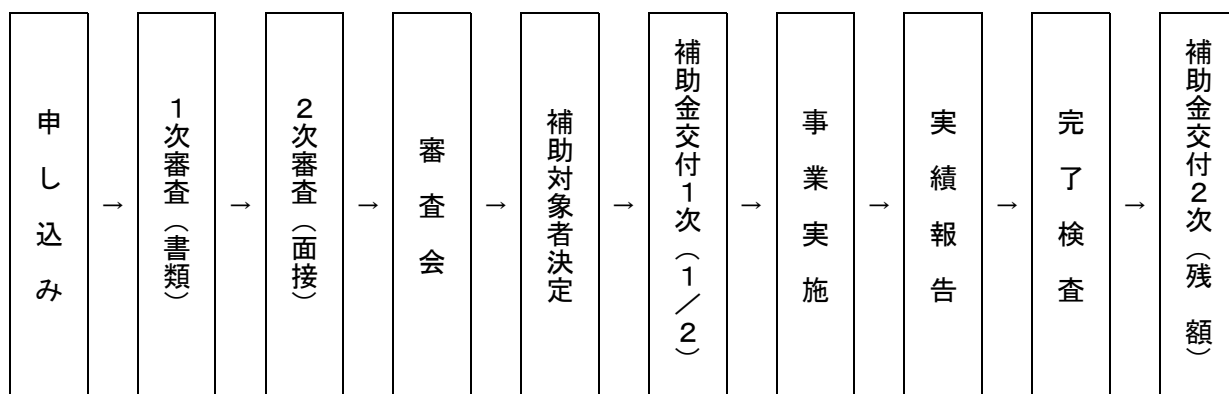 申し込み
→
1次審査（書類）
→
2次審査（面接）
→
審査会
→
補助対象者決定
→
補助金交付1次（1／2）
→
事業実施
→
実績報告
→
完了検査
→
補助金交付2次（残額）